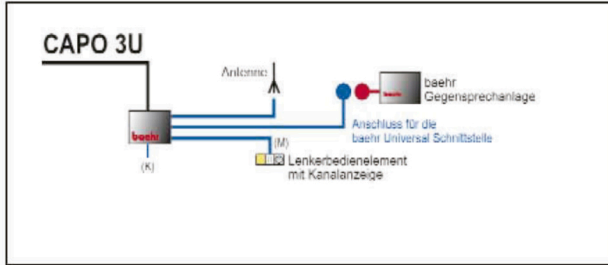 CAPO 3U
Antenne
baehr
Gegensprechanlage
Anschluss für die
baehr Universal Schnittstelle
baehr
baehr
(M)
(K)
Lenkerbedienelement
mit Kanalanzeige